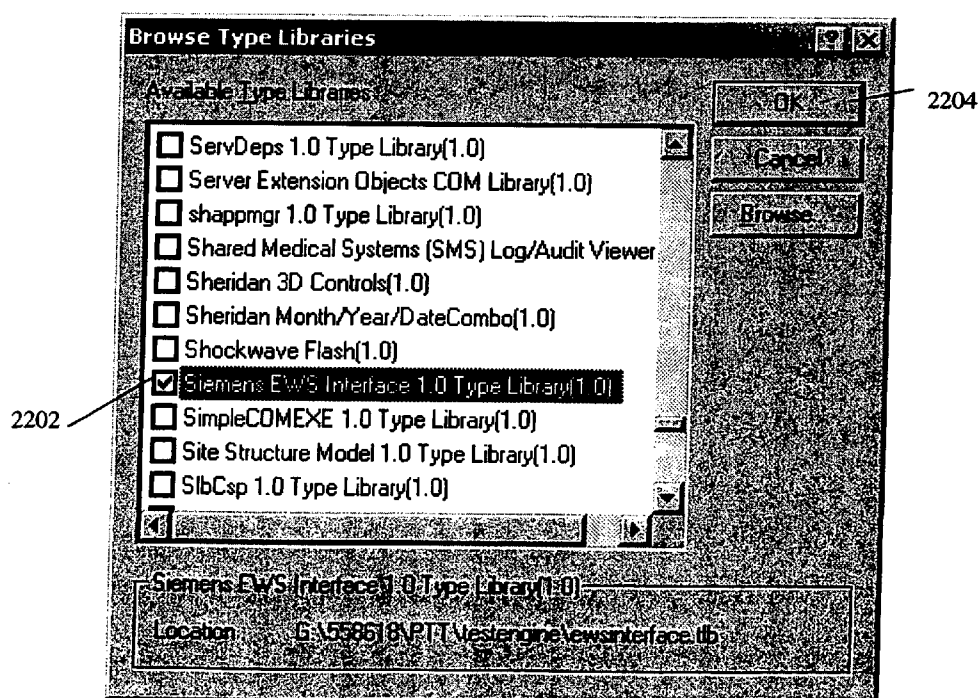 Browse Type Libraries
Available Type Libraries
OK
2204
ServDeps 1.0 Type Library(1.0)
Cancel
Server Extension Objects COM Library(1.0)
Browse...
shappmgr 1.0 Type Library(1.0)
Shared Medical Systems (SMS) Log/Audit Viewer
Sheridan 3D Controls(1.0)
Sheridan Month/Year/DateCombo(1.0)
Shockwave Flash(1.0)
Siemens EWS Interface 1.0 Type Library(1.0)
2202
SimpleCOMEXE 1.0 Type Library(1.0)
Site Structure Model 1.0 Type Library(1.0)
SlbCsp 1.0 Type Library(1.0)
Siemens EWS Interface 1.0 Type Library(1.0)
Location G:\558618\PTT\testengine\ewsinterface.tlb